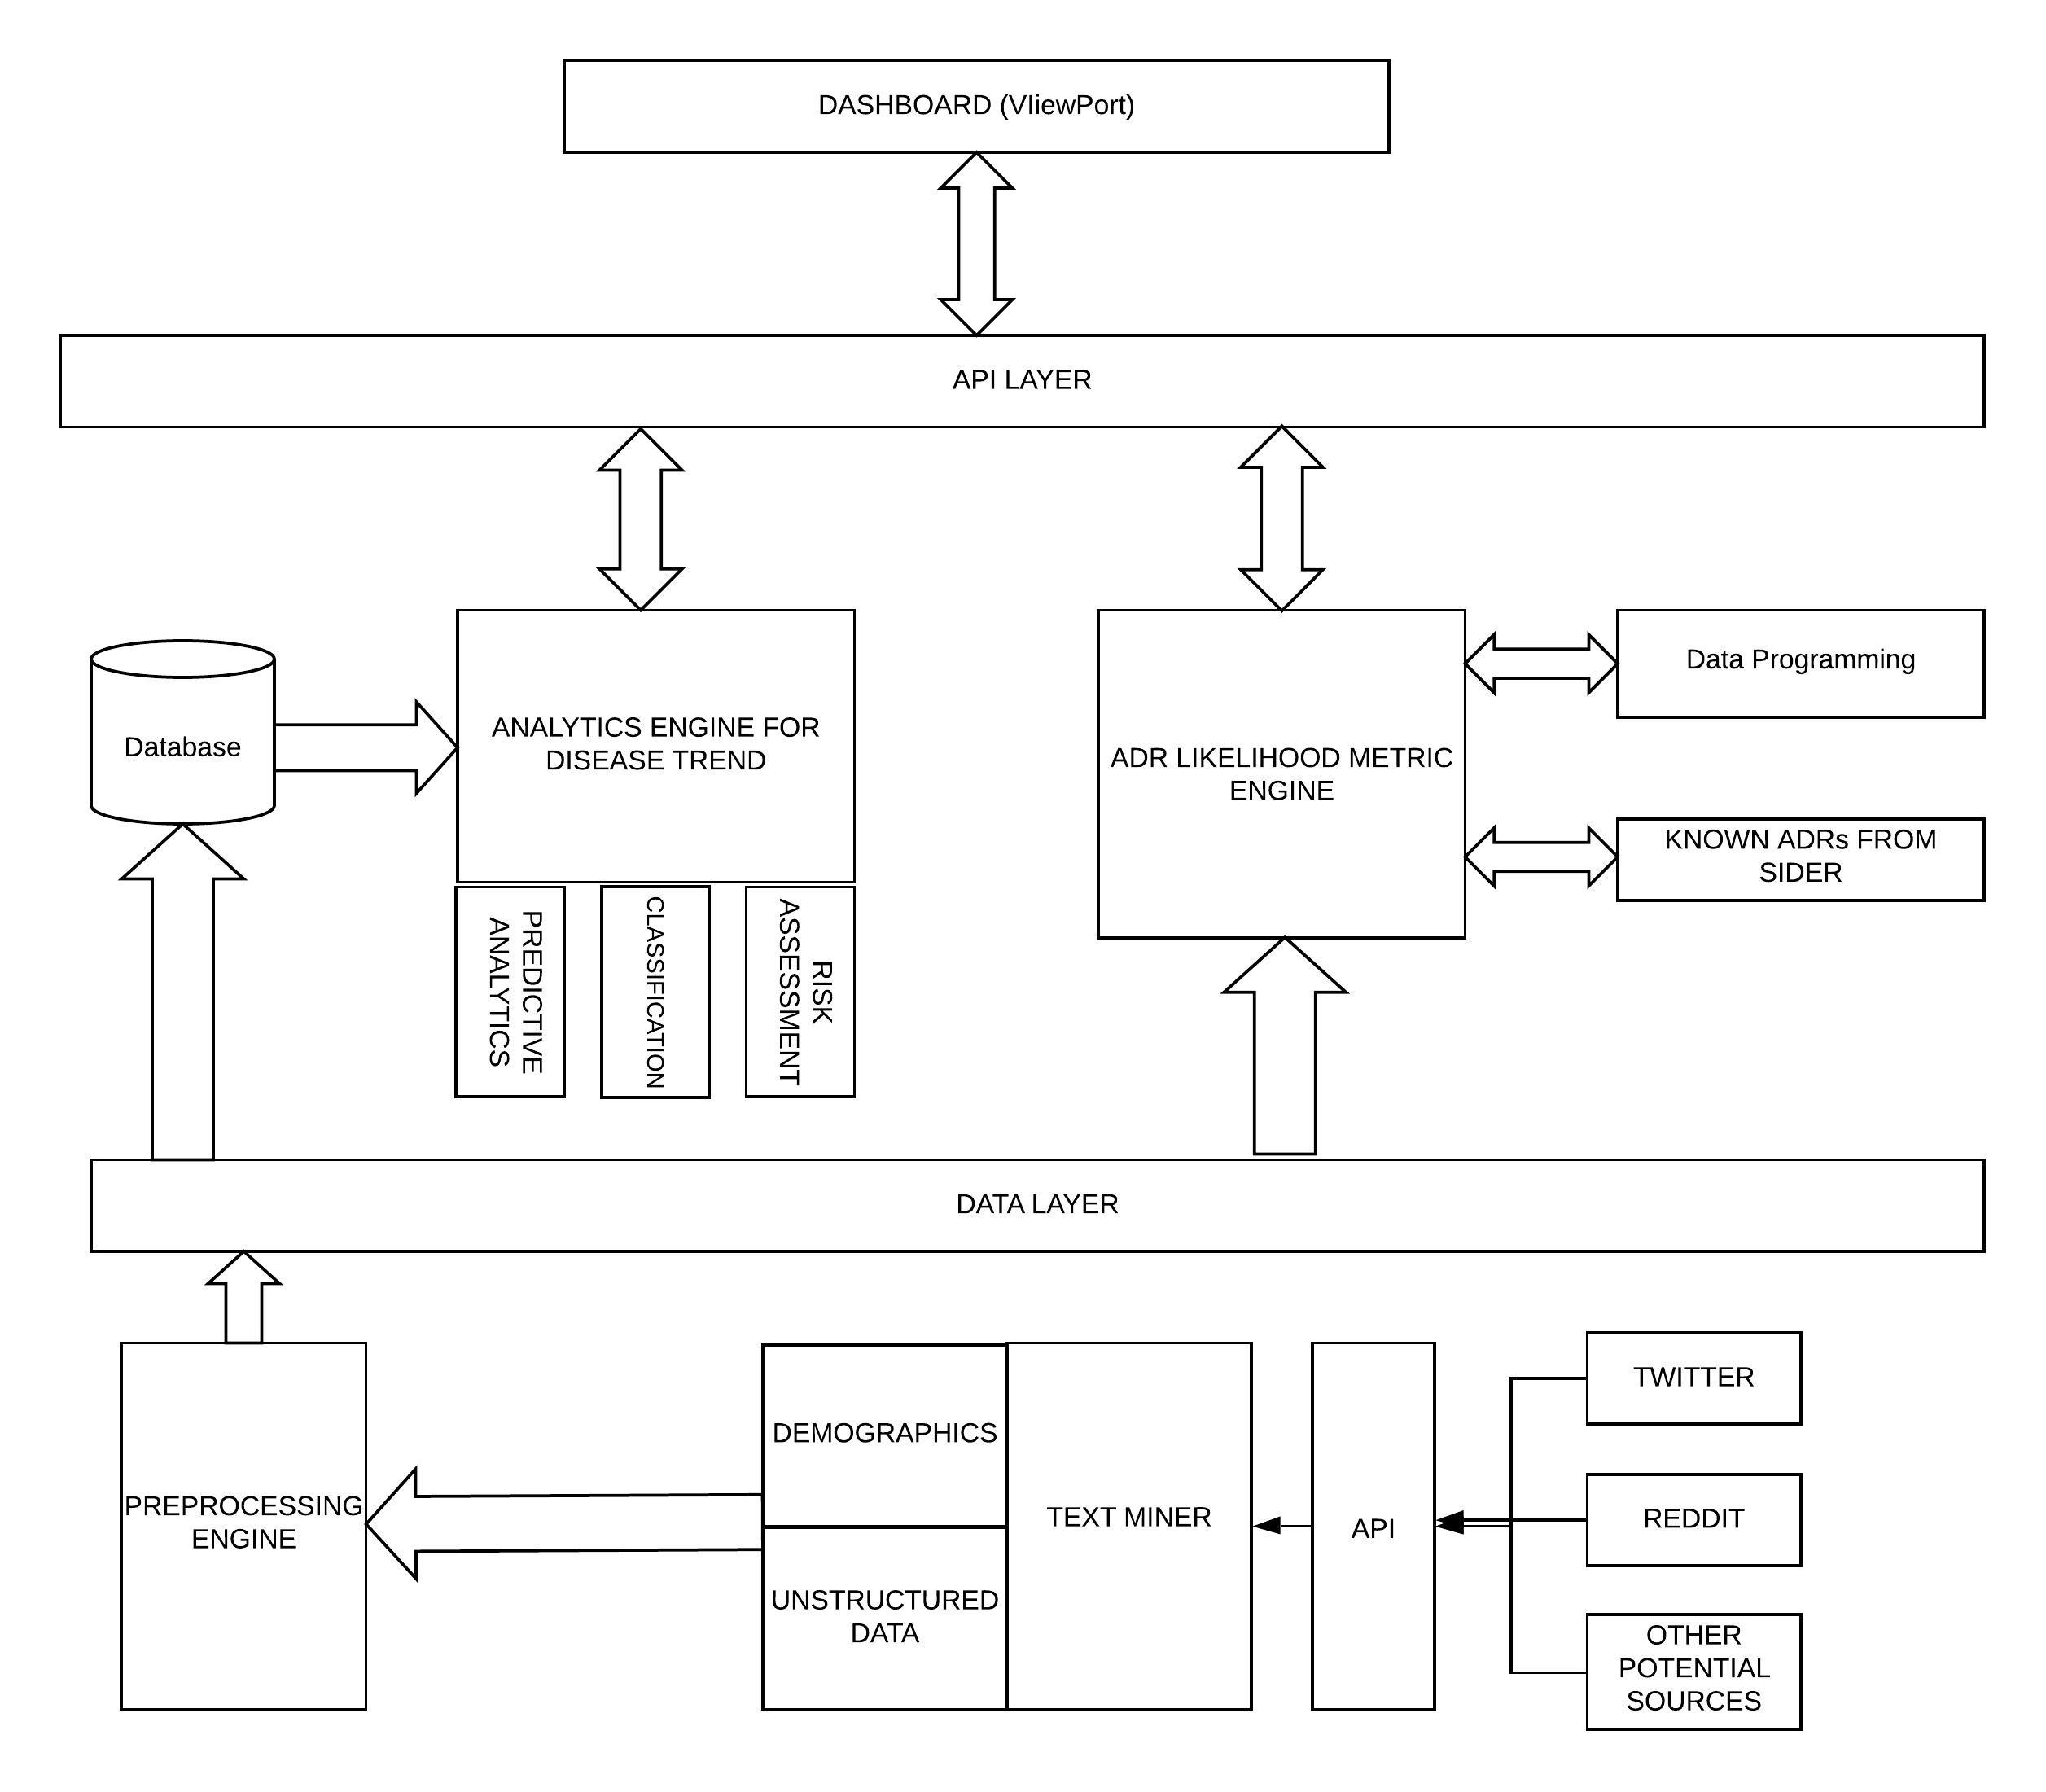 DASHBOARD (VIiewPort)
API LAYER
Database
ANALYTICS ENGINE FOR
DISEASE TREND
ADR LIKELIHOOD METRIC
ENGINE
Data Programming
KNOWN ADRs FROM
SIDER
PREDICTIVE
ANALYTICS
CLASSIFICATION
RISK
ASSESSMENT
DATA LAYER
PREPROCESSING
ENGINE
DEMOGRAPHICS
UNSTRUCTURED
DATA
TEXT MINER
API
TWITTER
REDDIT
OTHER
POTENTIAL
SOURCES